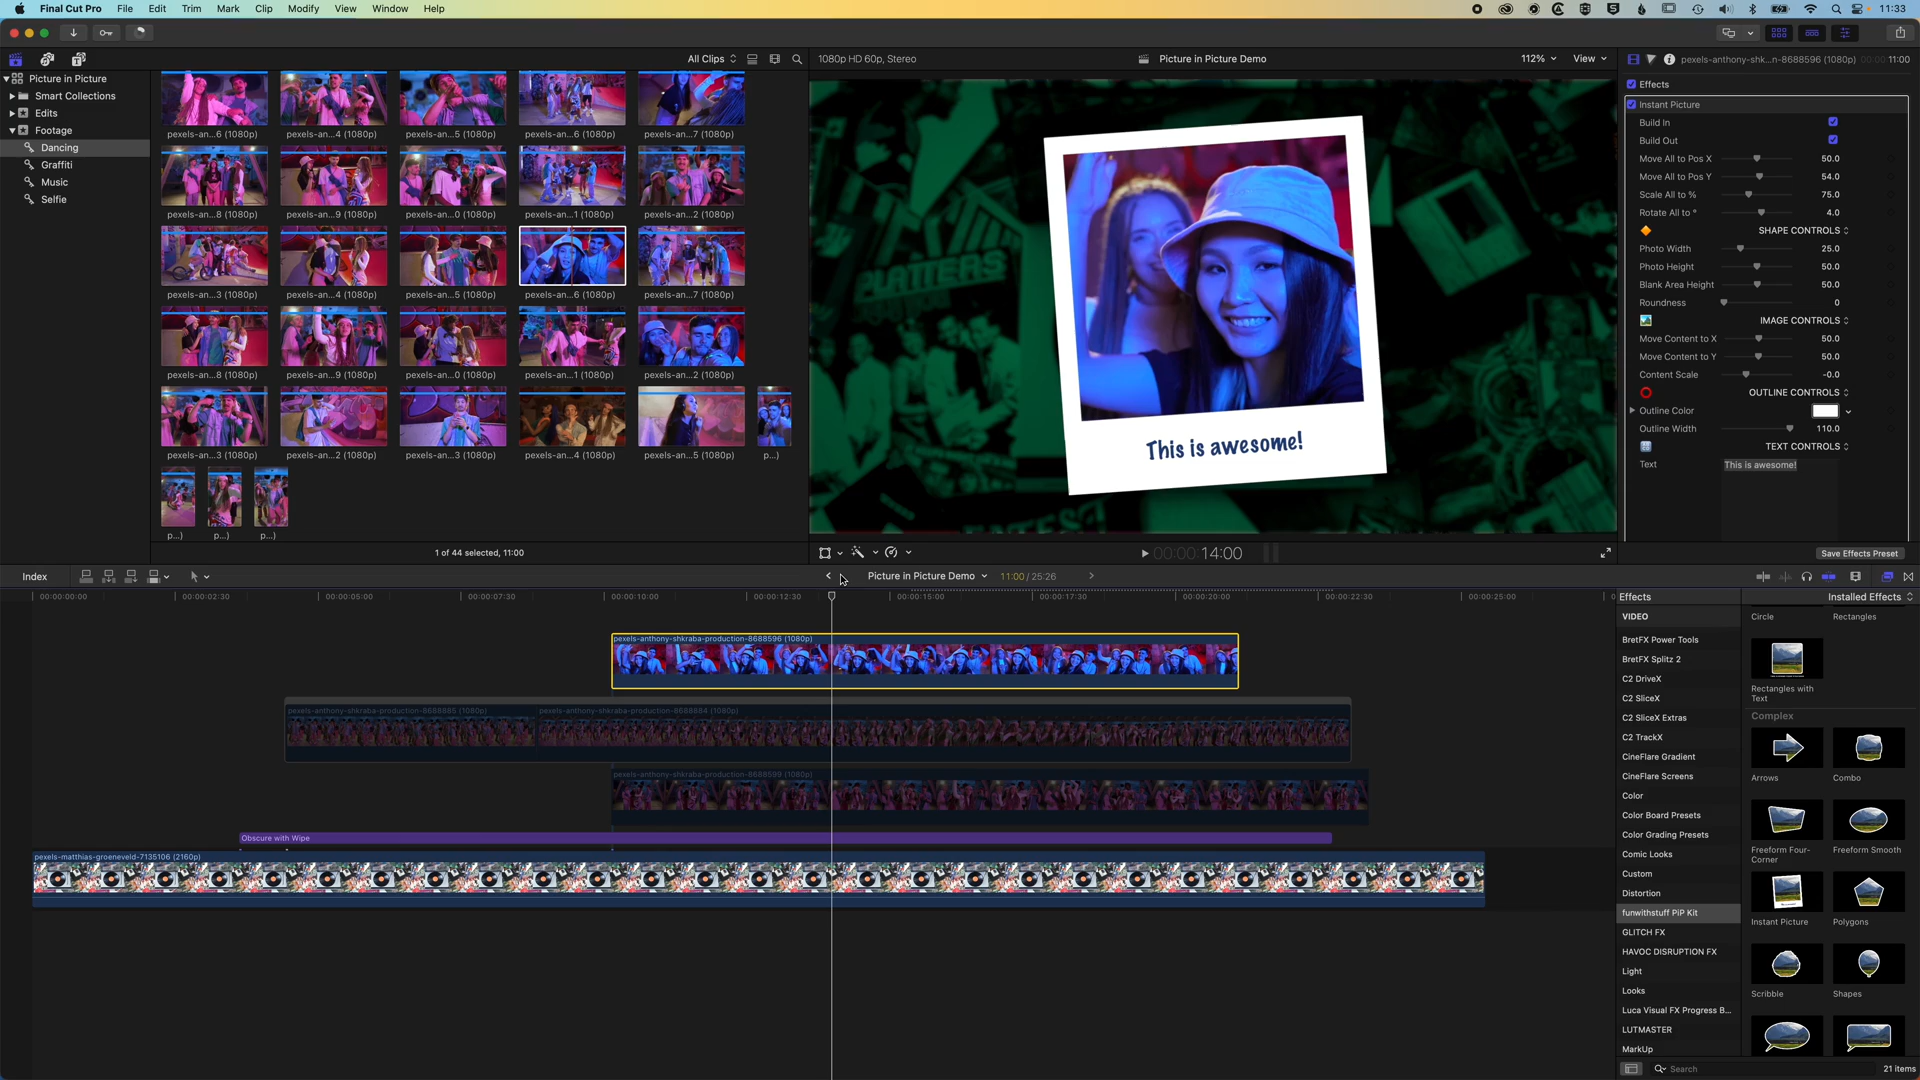 Final Cut Pro File Edit Trim Mark Clip Modify View Window Help 11:33
All Clips 1080p HD 60p, Stereo Picture in Picture Demo 112% View pexels-anthony-shk...n-8688596 (1080p) 00:00:11:00
Picture in Picture
Smart Collections
Edits
Footage
Dancing
Graffiti
Music
Selfie
pexels-an...6 (1080p) pexels-an...4 (1080p) pexels-an...5 (1080p) pexels-an...6 (1080p) pexels-an...7 (1080p)
pexels-an...8 (1080p) pexels-an...9 (1080p) pexels-an...0 (1080p) pexels-an...1 (1080p) pexels-an...2 (1080p)
pexels-an...3 (1080p) pexels-an...4 (1080p) pexels-an...5 (1080p) pexels-an...6 (1080p) pexels-an...7 (1080p)
pexels-an...8 (1080p) pexels-an...9 (1080p) pexels-an...0 (1080p) pexels-an...1 (1080p) pexels-an...2 (1080p)
pexels-an...3 (1080p) pexels-an...2 (1080p) pexels-an...3 (1080p) pexels-an...4 (1080p) pexels-an...5 (1080p) p...)
p...) p...) p...)
1 of 44 selected, 11:00
PLATTERS
This is awesome!
00:00:14:00
Effects
Instant Picture
Build In
Build Out
Move All to Pos X 50.0
Move All to Pos Y 54.0
Scale All to % 75.0
Rotate All to ° 4.0
SHAPE CONTROLS
Photo Width 25.0
Photo Height 50.0
Blank Area Height 50.0
Roundness 0
IMAGE CONTROLS
Move Content to X 50.0
Move Content to Y 50.0
Content Scale -0.0
OUTLINE CONTROLS
Outline Color
Outline Width 110.0
TEXT CONTROLS
Text This is awesome!
Save Effects Preset
Index Picture in Picture Demo 11:00 / 25:26
00:00:00:00 00:00:02:30 00:00:05:00 00:00:07:30 00:00:10:00 00:00:12:30 00:00:15:00 00:00:17:30 00:00:20:00 00:00:22:30 00:00:25:00
pexels-anthony-shkraba-production-8688596 (1080p)
pexels-anthony-shkraba-production-8688885 (1080p) pexels-anthony-shkraba-production-8688884 (1080p)
pexels-anthony-shkraba-production-8688599 (1080p)
Obscure with Wipe
pexels-matthias-groeneveld-7135106 (2160p)
Effects Installed Effects
VIDEO
BretFX Power Tools
BretFX Splitz 2
C2 DriveX
C2 SliceX
C2 SliceX Extras
C2 TrackX
CineFlare Gradient
CineFlare Screens
Color
Color Board Presets
Color Grading Presets
Comic Looks
Custom
Distortion
funwithstuff PiP Kit
GLITCH FX
HAVOC DISRUPTION FX
Light
Looks
Luca Visual FX Progress B...
LUTMASTER
MarkUp
Circle Rectangles
Rectangles with
Text
Complex
Arrows Combo
Freeform Four-
Corner
Freeform Smooth
Instant Picture Polygons
Scribble Shapes
Search 21 items